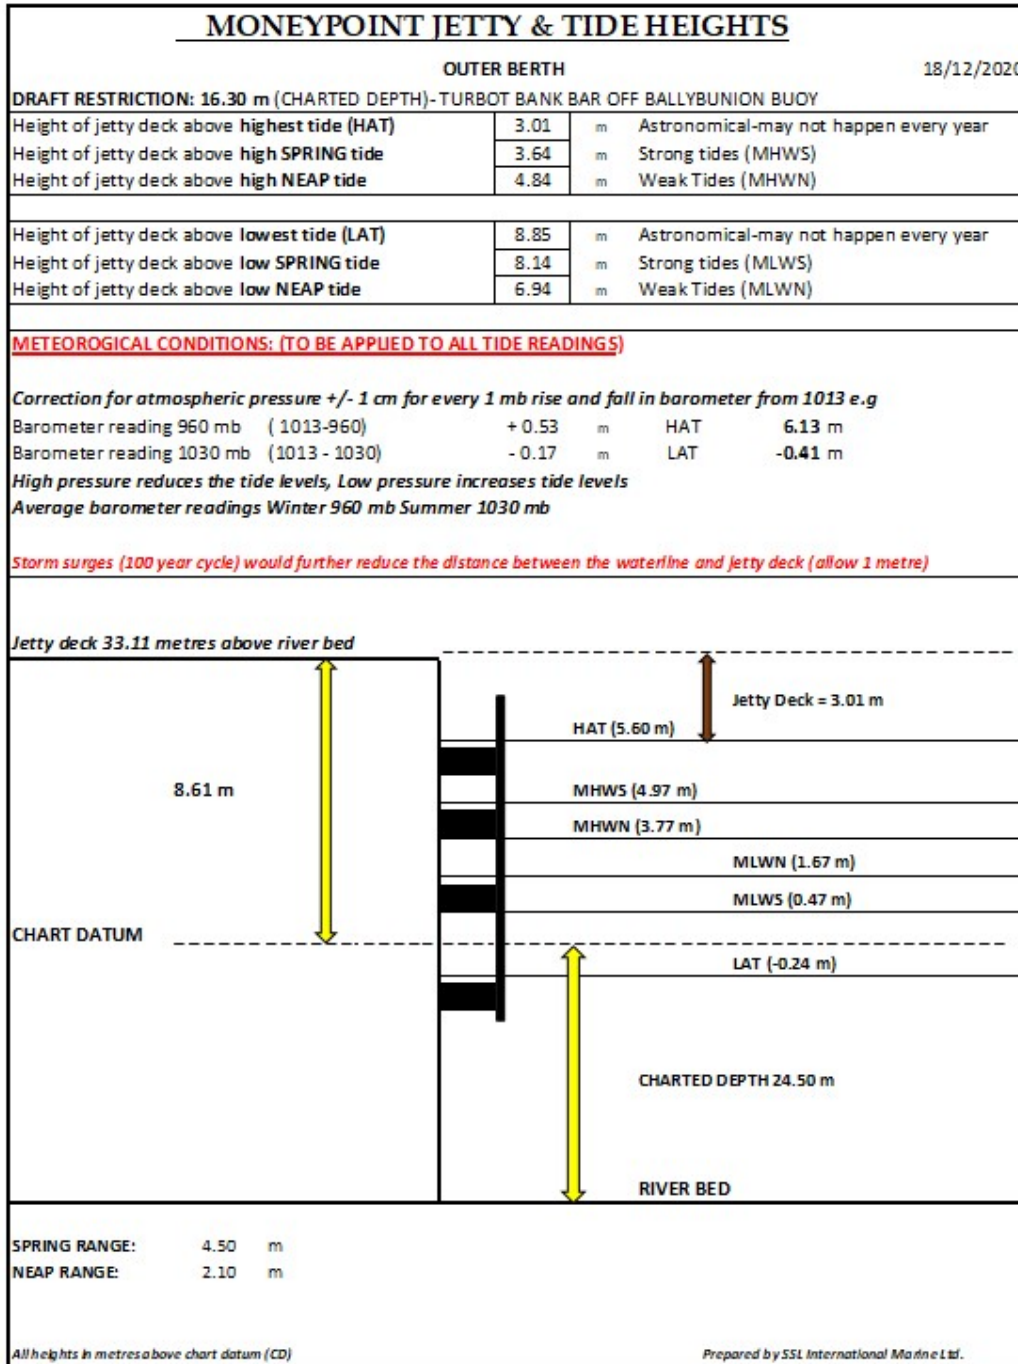 MONEYPOINT JETTY & TIDE HEIGHTS
OUTER BERTH 18/12/2020
DRAFT RESTRICTION: 16.30 m (CHARTED DEPTH)- TURBOT BANK BAR OFF BALLYBUNION BUOY
Height of jetty deck above highest tide (HAT) 3.01 m Astronomical-may not happen every year
Height of jetty deck above high SPRING tide 3.64 m Strong tides (MHWS)
Height of jetty deck above high NEAP tide 4.84 m Weak Tides (MHWN)
Height of jetty deck above lowest tide (LAT) 8.85 m Astronomical-may not happen every year
Height of jetty deck above low SPRING tide 8.14 m Strong tides (MLWS)
Height of jetty deck above low NEAP tide 6.94 m Weak Tides (MLWN)
METEOROGICAL CONDITIONS: (TO BE APPLIED TO ALL TIDE READINGS)
Correction for atmospheric pressure +/- 1 cm for every 1 mb rise and fall in barometer from 1013 e.g
Barometer reading 960 mb ( 1013-960) + 0.53 m HAT 6.13 m
Barometer reading 1030 mb (1013 - 1030) - 0.17 m LAT -0.41 m
High pressure reduces the tide levels, Low pressure increases tide levels
Average barometer readings Winter 960 mb Summer 1030 mb
Storm surges (100 year cycle) would further reduce the distance between the waterline and jetty deck (allow 1 metre)
Jetty deck 33.11 metres above river bed
Jetty Deck = 3.01 m
HAT (5.60 m)
8.61 m
MHWS (4.97 m)
MHWN (3.77 m)
MLWN (1.67 m)
MLWS (0.47 m)
CHART DATUM
LAT (-0.24 m)
CHARTED DEPTH 24.50 m
RIVER BED
SPRING RANGE: 4.50 m
NEAP RANGE: 2.10 m
All heights in metres above chart datum (CD) Prepared by SSL International Marine Ltd.